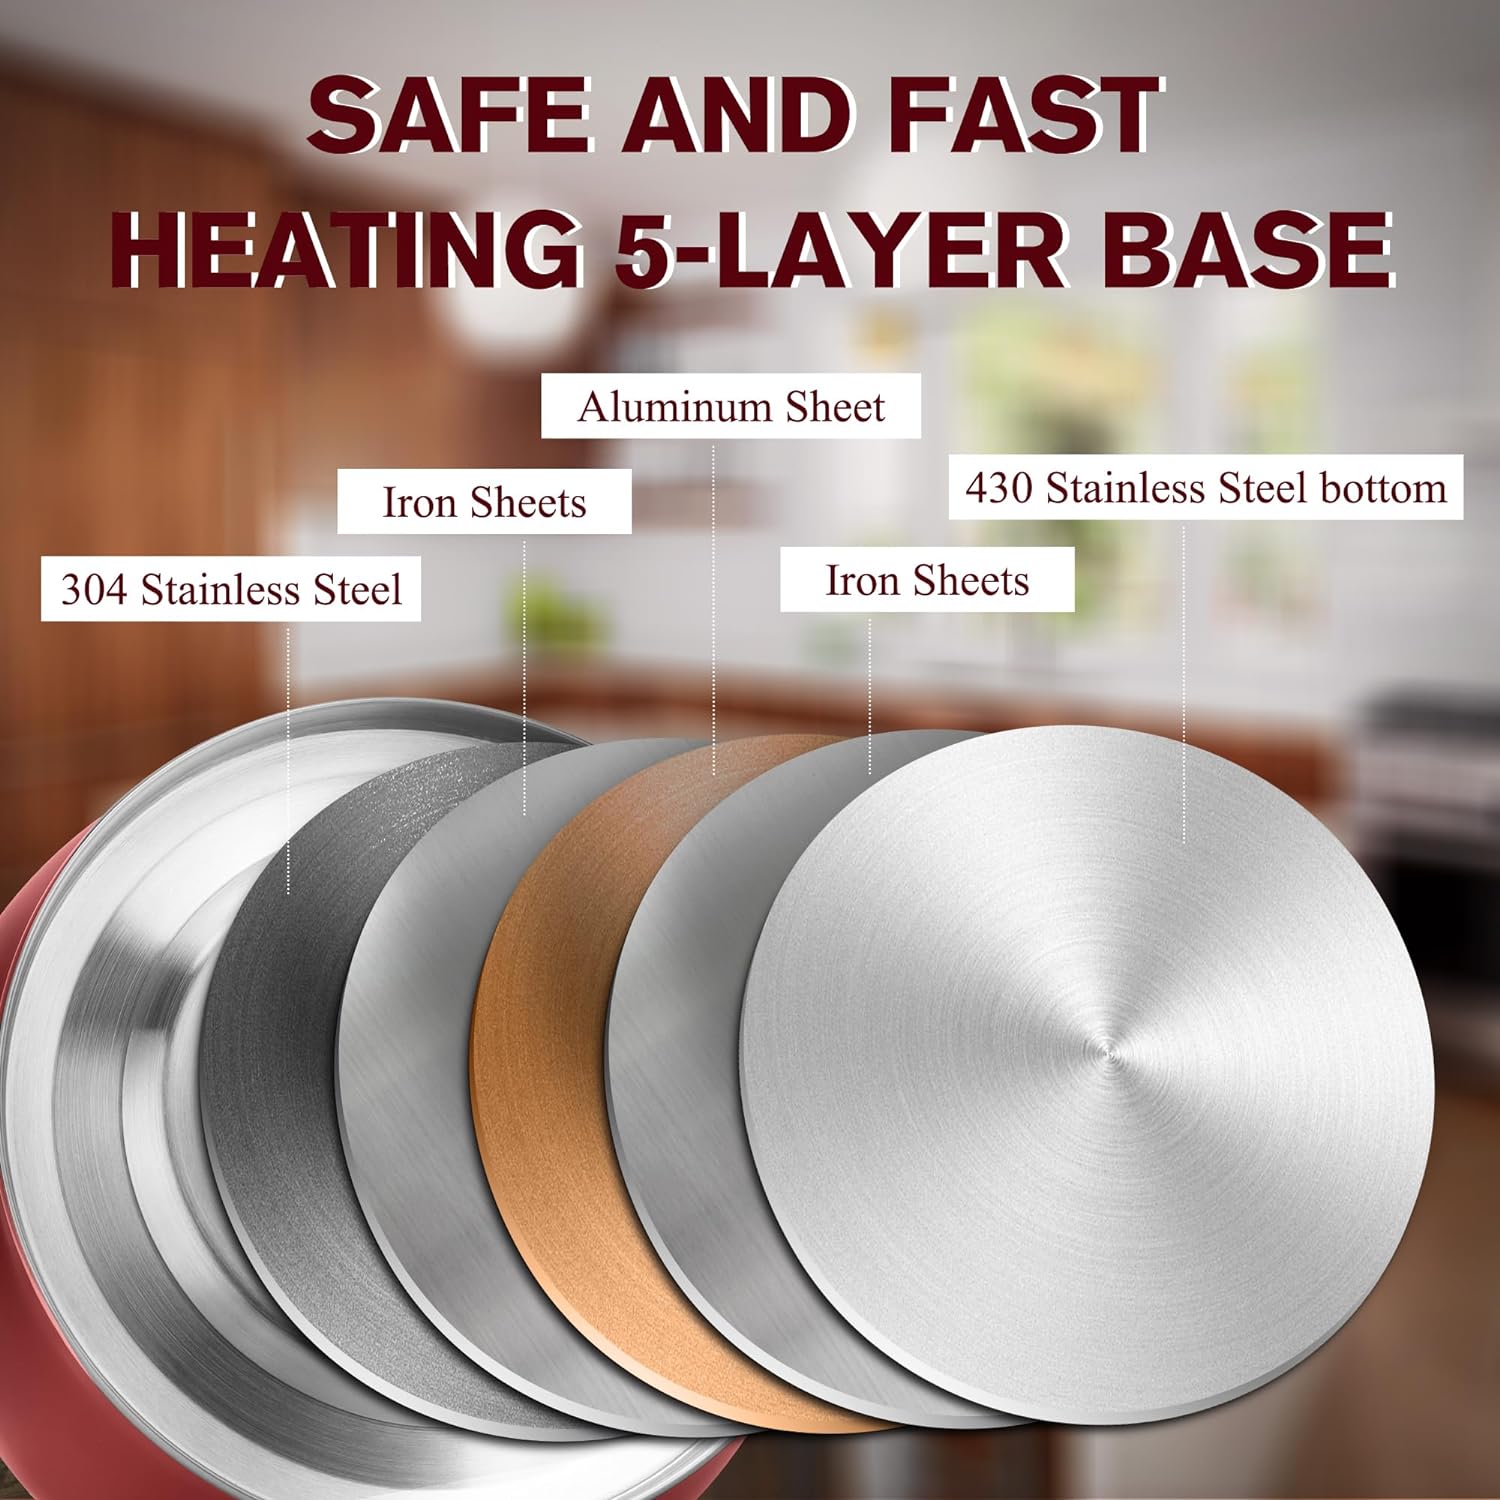 SAFE AND FAST
HEATING 5-LAYER BASE
Aluminum Sheet
430 Stainless Steel bottom
Iron Sheets
Iron Sheets
304 Stainless Steel